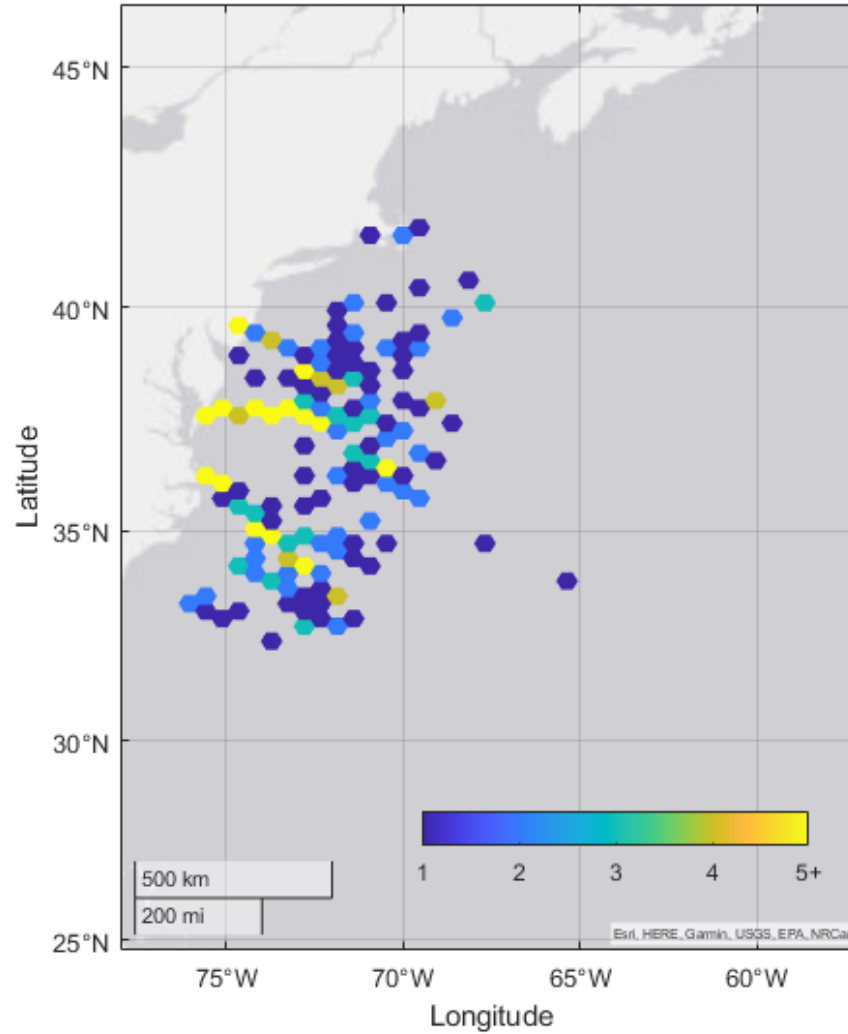 45°N
40°N
35°N
30°N
25°N
Latitude
1 2 3 4 5+
500 km
200 mi
Esri, HERE, Garmin, USGS, EPA, NRCa
75°W 70°W 65°W 60°W
Longitude